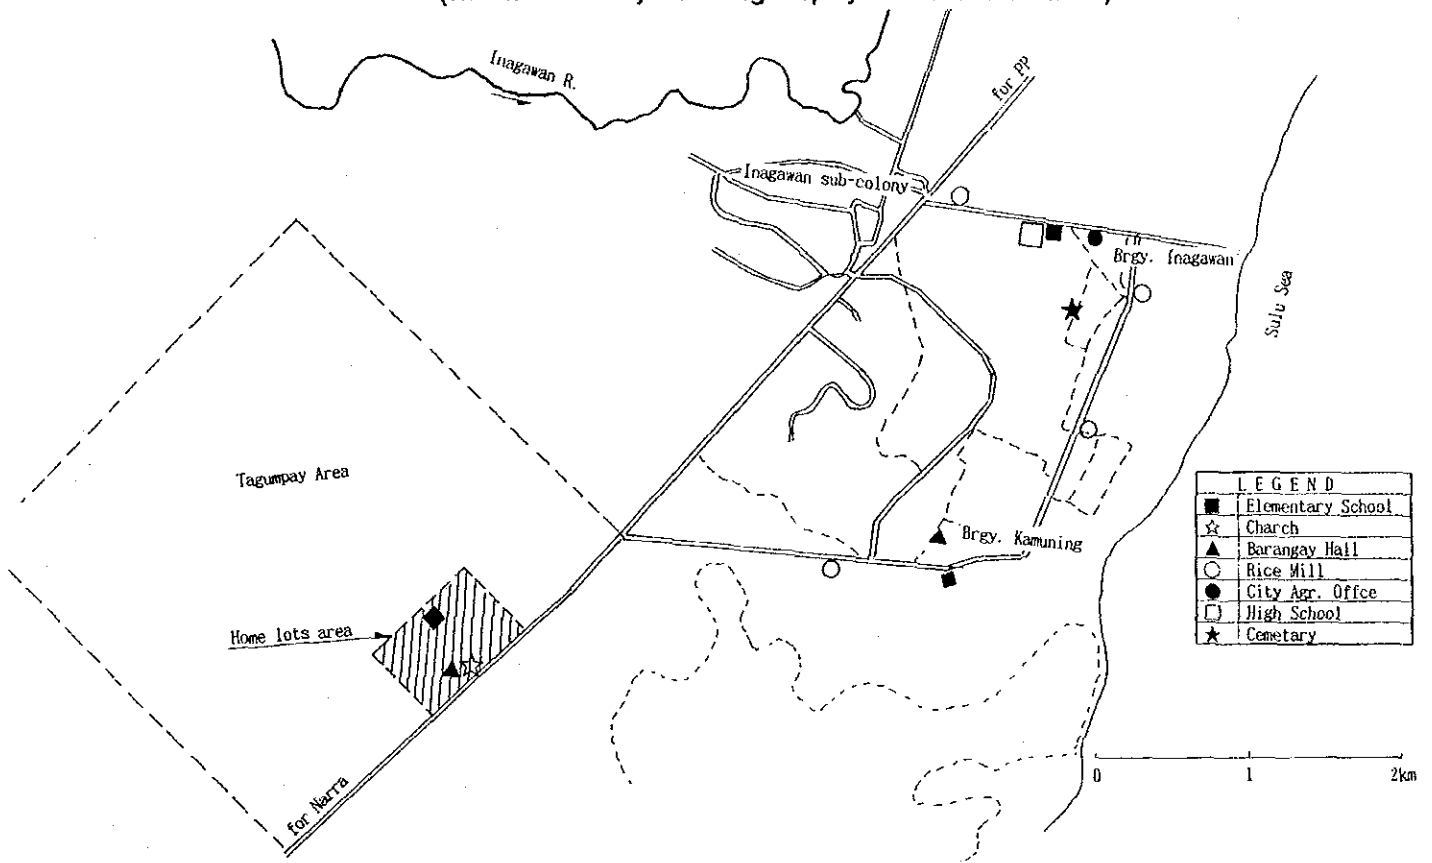 Inagawan R.
for PP
Inagawan sub-colony
Brgy. Inagawan
Sulu Sea
Tagumpay Area
Brgy. Kamuning
Home lots area
for Narra
LEGEND
Elementary School
Charch
Barangay Hall
Rice Mill
City Agr. Offce
High School
Cemetary
0 1 2km